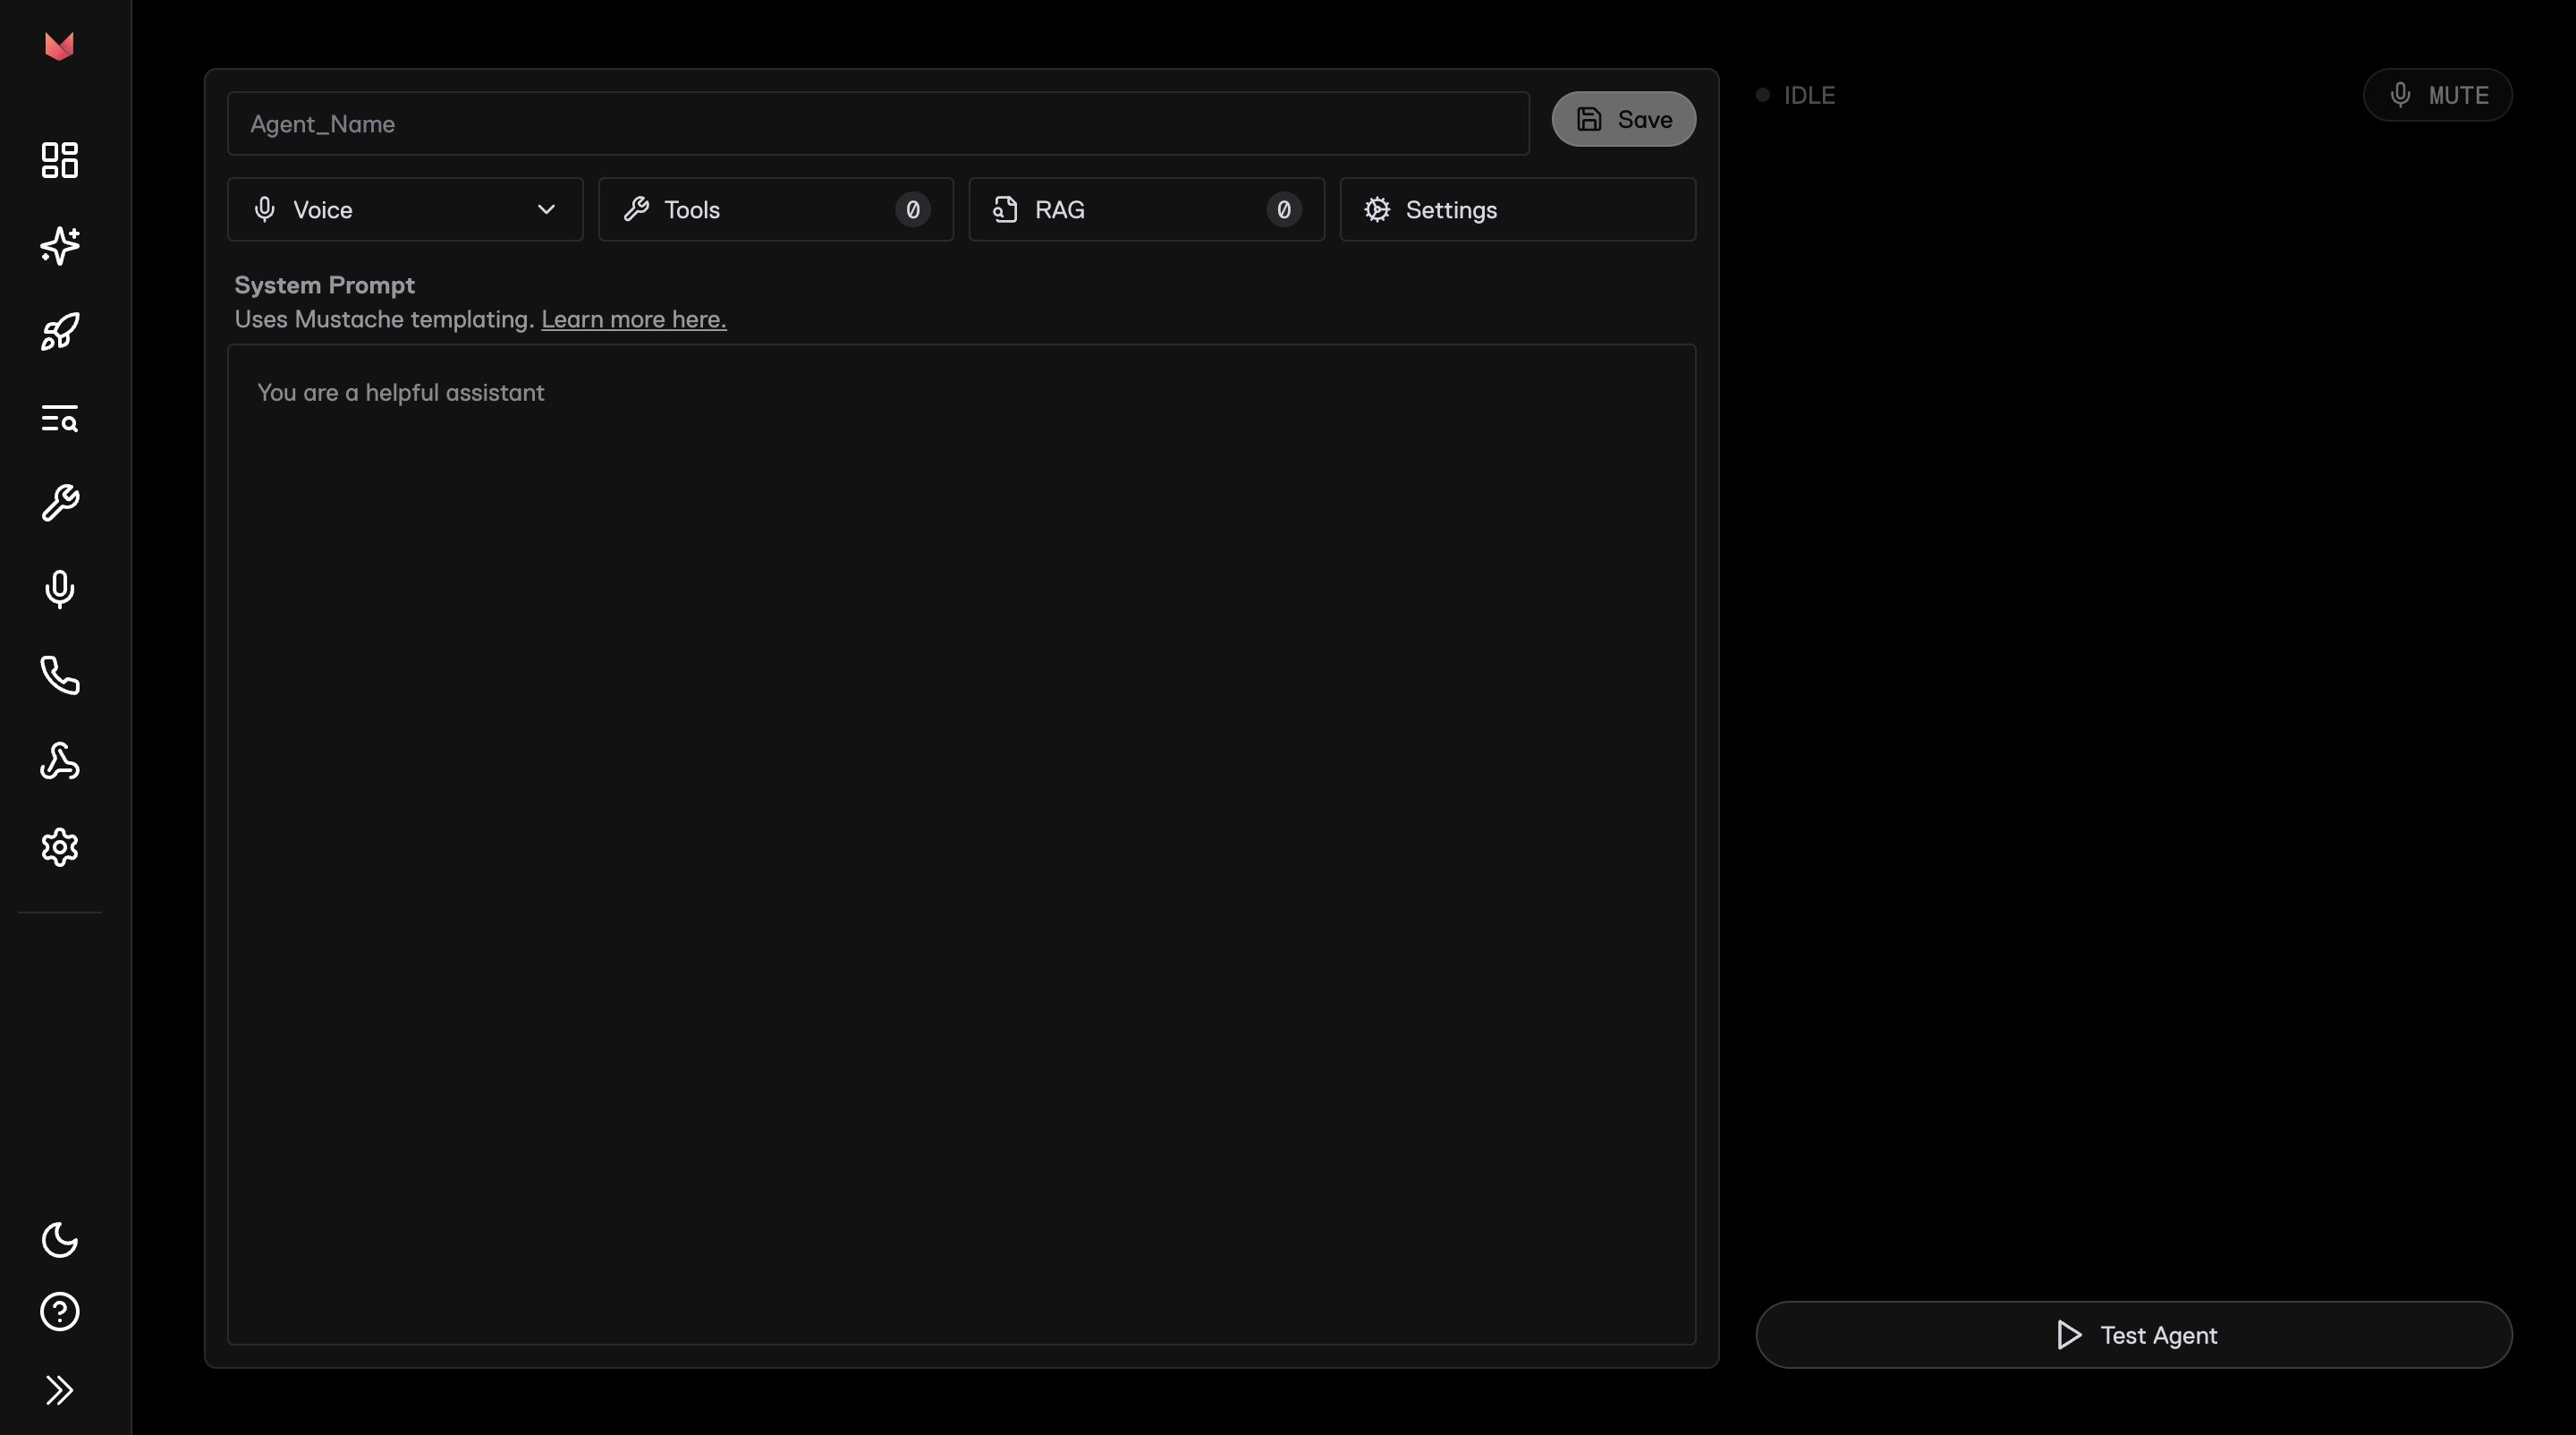 Agent_Name
Save
IDLE
MUTE
Voice
Tools
0
RAG
0
Settings
System Prompt
Uses Mustache templating. Learn more here.
You are a helpful assistant
Test Agent